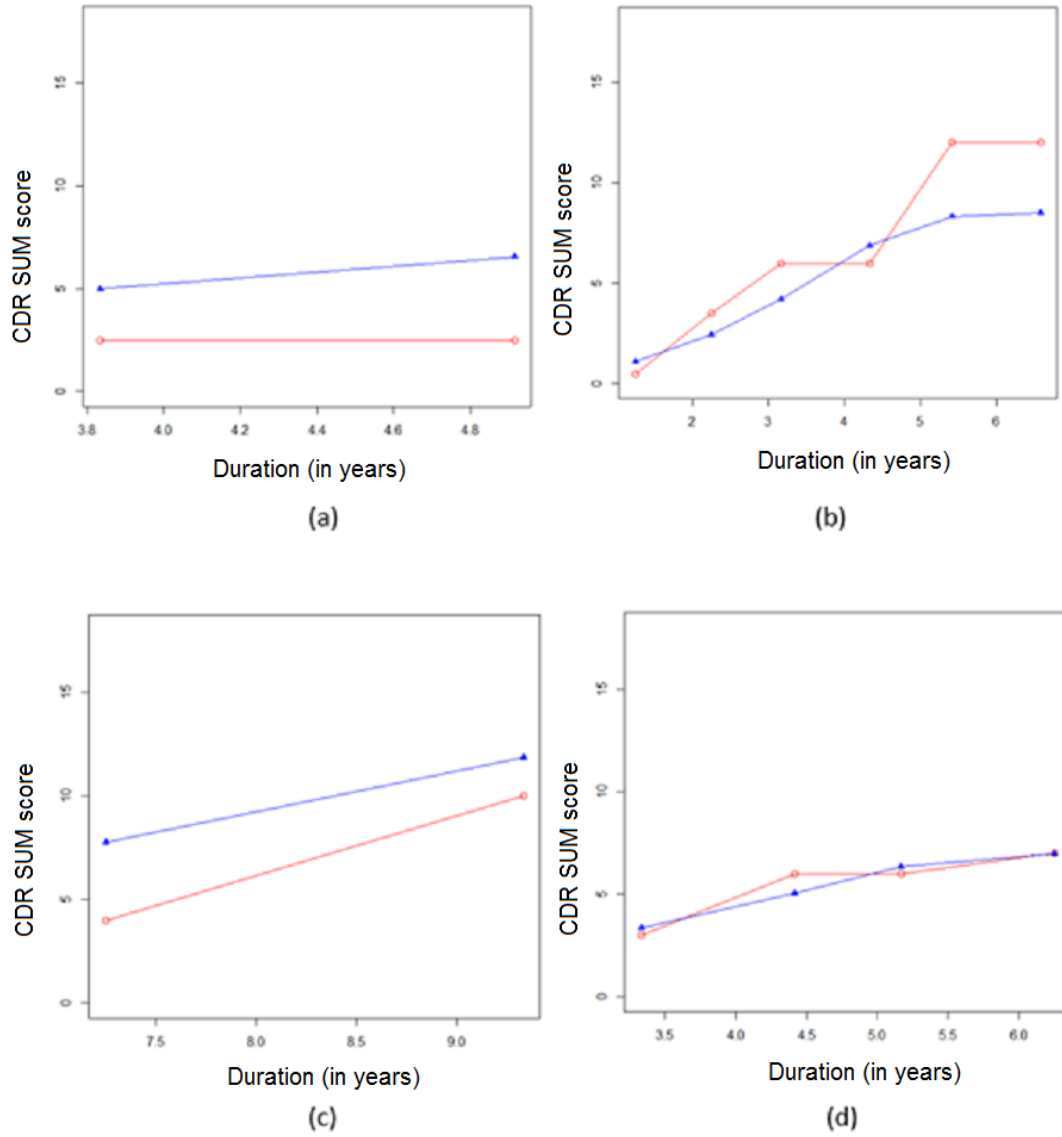 CDR SUM score
15
10
5
0
3.8 4.0 4.2 4.4 4.6 4.8
Duration (in years)
(a)
CDR SUM score
15
10
5
0
2 3 4 5 6
Duration (in years)
(b)
CDR SUM score
15
10
5
0
7.5 8.0 8.5 9.0
Duration (in years)
(c)
CDR SUM score
15
10
5
0
3.5 4.0 4.5 5.0 5.5 6.0
Duration (in years)
(d)